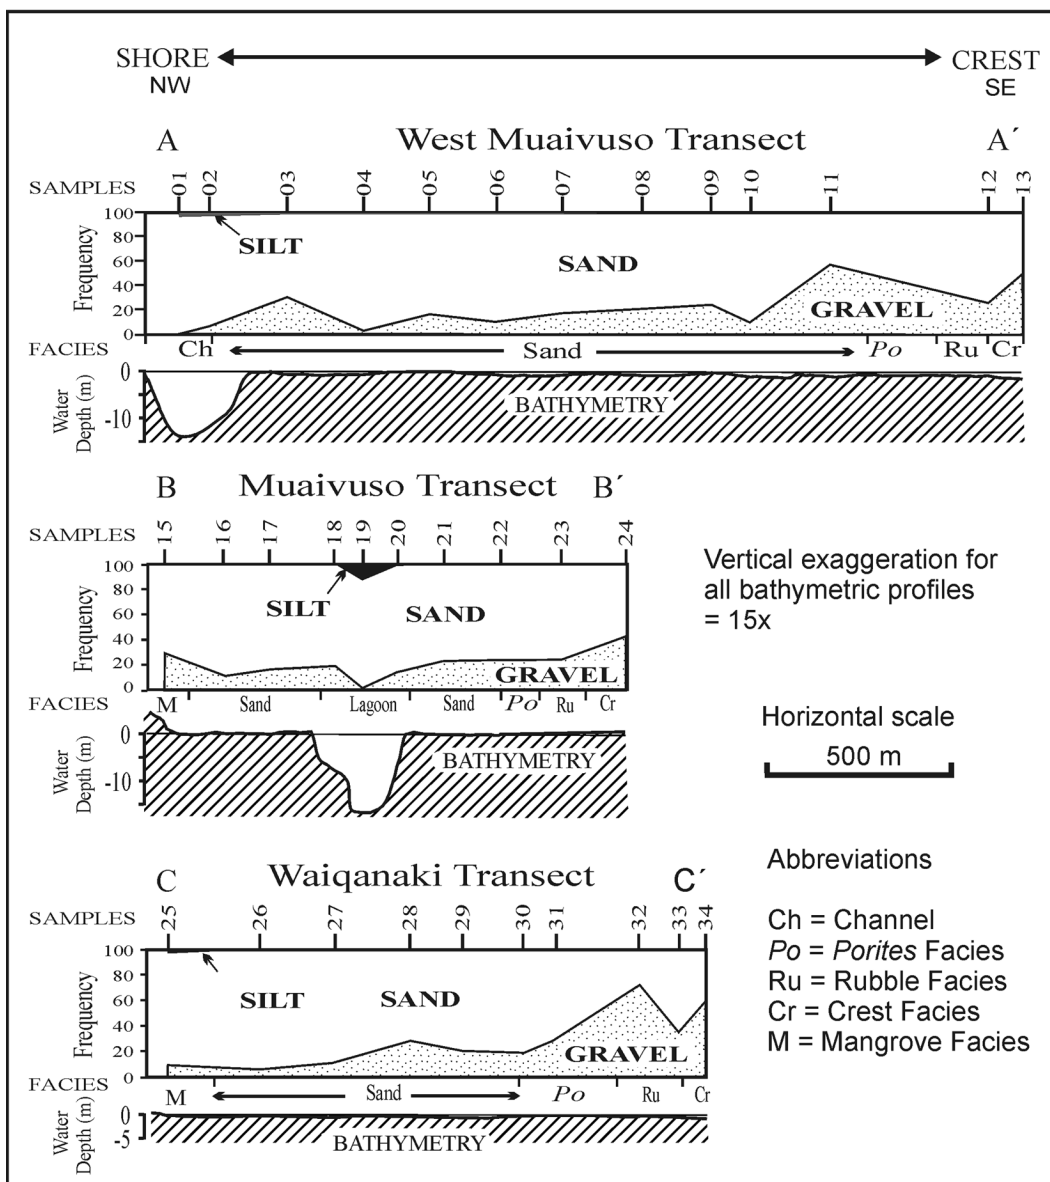 SHORE CREST
NW SE
A West Muaivuso Transect A´
SAMPLES 01 02 03 04 05 06 07 08 09 10 11 12 13
Frequency
100
80
60
40
20
0
SILT
SAND
GRAVEL
FACIES Ch Sand Po Ru Cr
Water Depth (m)
0
-10
BATHYMETRY
B Muaivuso Transect B´
SAMPLES 15 16 17 18 19 20 21 22 23 24
Frequency
100
80
60
40
20
0
SILT
SAND
GRAVEL
FACIES M Sand Lagoon Sand Po Ru Cr
Water Depth (m)
0
-10
BATHYMETRY
Vertical exaggeration for
all bathymetric profiles
= 15x
Horizontal scale
500 m
C Waiqanaki Transect C´
SAMPLES 25 26 27 28 29 30 31 32 33 34
Frequency
100
80
60
40
20
0
SILT
SAND
GRAVEL
FACIES M Sand Po Ru Cr
Water Depth (m)
0
-5
BATHYMETRY
Abbreviations
Ch = Channel
Po = Porites Facies
Ru = Rubble Facies
Cr = Crest Facies
M = Mangrove Facies